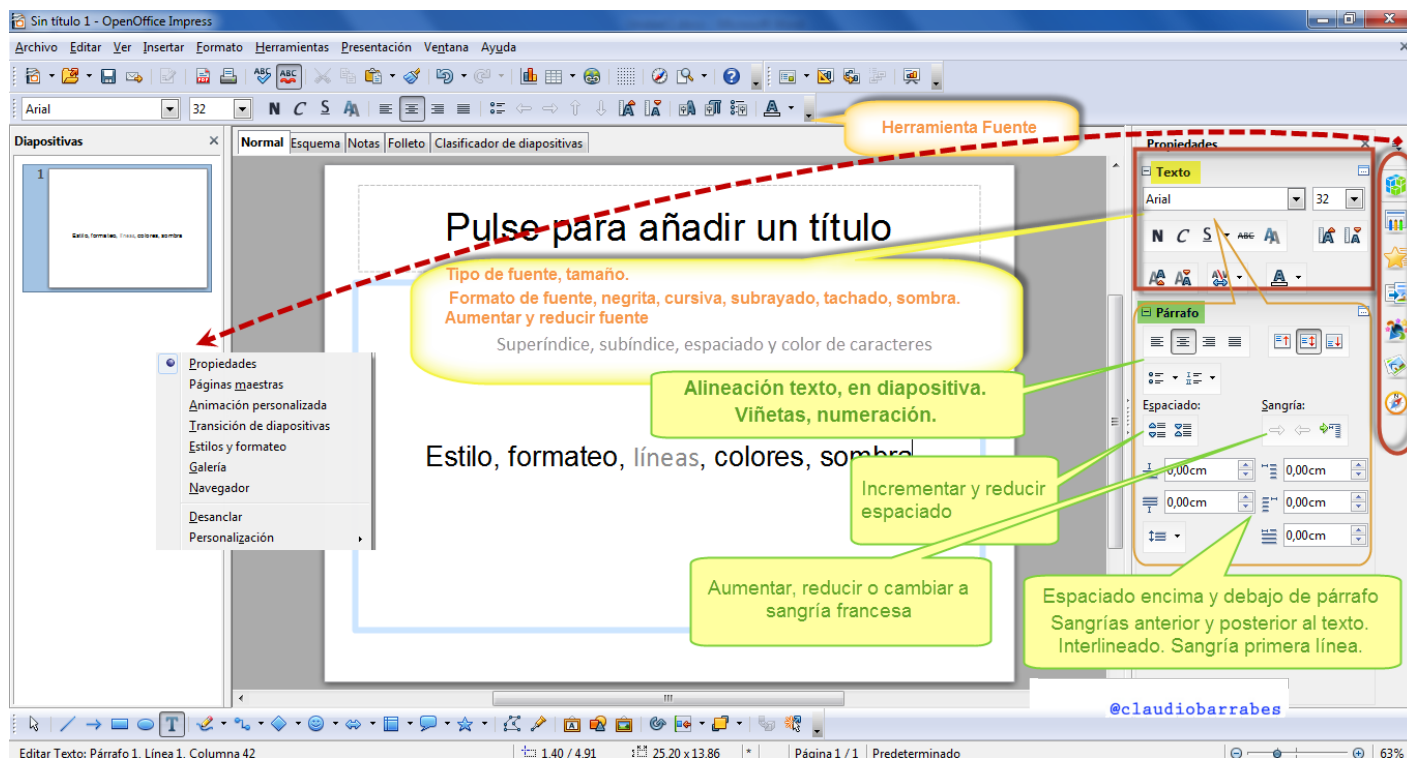 Sin título 1 - OpenOffice Impress
Archivo Editar Ver Insertar Formato Herramientas Presentación Ventana Ayuda
Arial 32 N C S A
Herramienta Fuente
Diapositivas
Normal Esquema Notas Folleto Clasificador de diapositivas
Propiedades
1
Estilo, formateo, líneas, colores, sombra
Texto
Arial 32
N C S ABC
Pulse para añadir un título
Tipo de fuente, tamaño.
Formato de fuente, negrita, cursiva, subrayado, tachado, sombra.
Aumentar y reducir fuente
Superíndice, subíndice, espaciado y color de caracteres
Párrafo
Propiedades
Páginas maestras
Animación personalizada
Transición de diapositivas
Estilos y formateo
Galería
Navegador
Desanclar
Personalización
Alineación texto, en diapositiva.
Viñetas, numeración.
Espaciado: Sangría:
Estilo, formateo, líneas, colores, sombra
0,00cm 0,00cm
0,00cm 0,00cm
0,00cm
Incrementar y reducir
espaciado
Aumentar, reducir o cambiar a
sangría francesa
Espaciado encima y debajo de párrafo
Sangrías anterior y posterior al texto.
Interlineado. Sangría primera línea.
@claudiobarrabes
Editar Texto: Párrafo 1, Línea 1, Columna 42 1.40 / 4.91 25.20 x 13.86 * Página 1 / 1 Predeterminado 63%